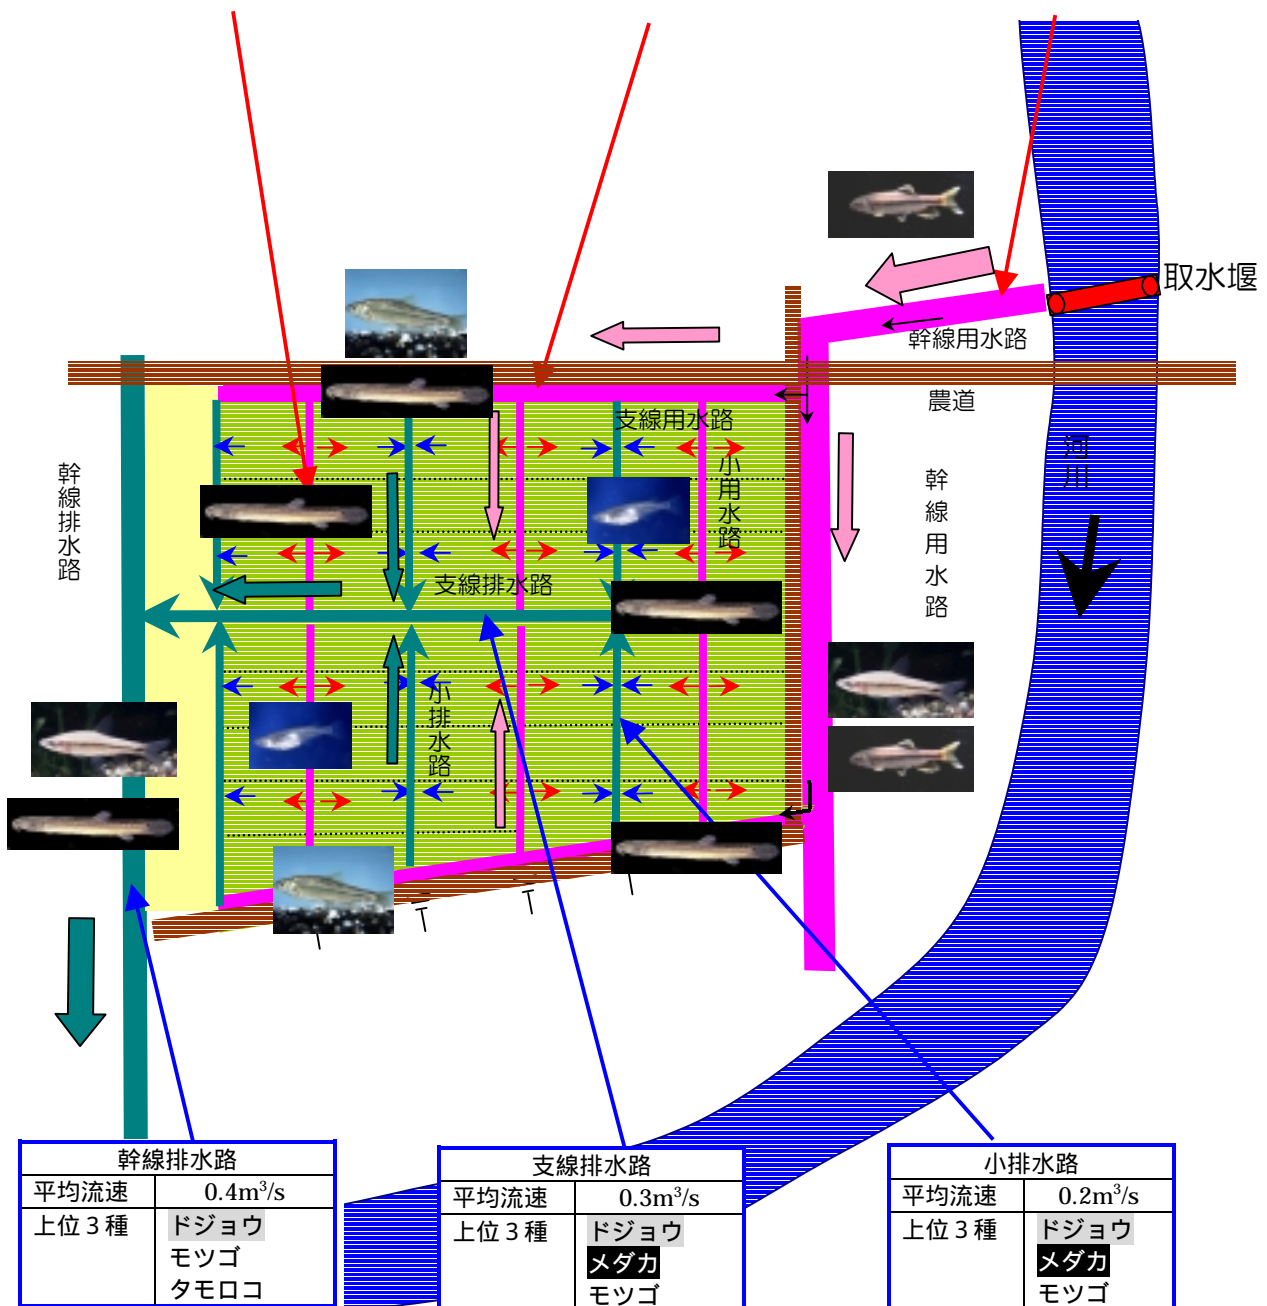 取水堰
幹線用水路
農道
支線用水路
河川
幹線排水路
小用水路
幹線用水路
支線排水路
小排水路
幹線排水路
平均流速 0.4m³/s
上位３種 ドジョウ
モツゴ
タモロコ
支線排水路
平均流速 0.3m³/s
上位３種 ドジョウ
メダカ
モツゴ
小排水路
平均流速 0.2m³/s
上位３種 ドジョウ
メダカ
モツゴ